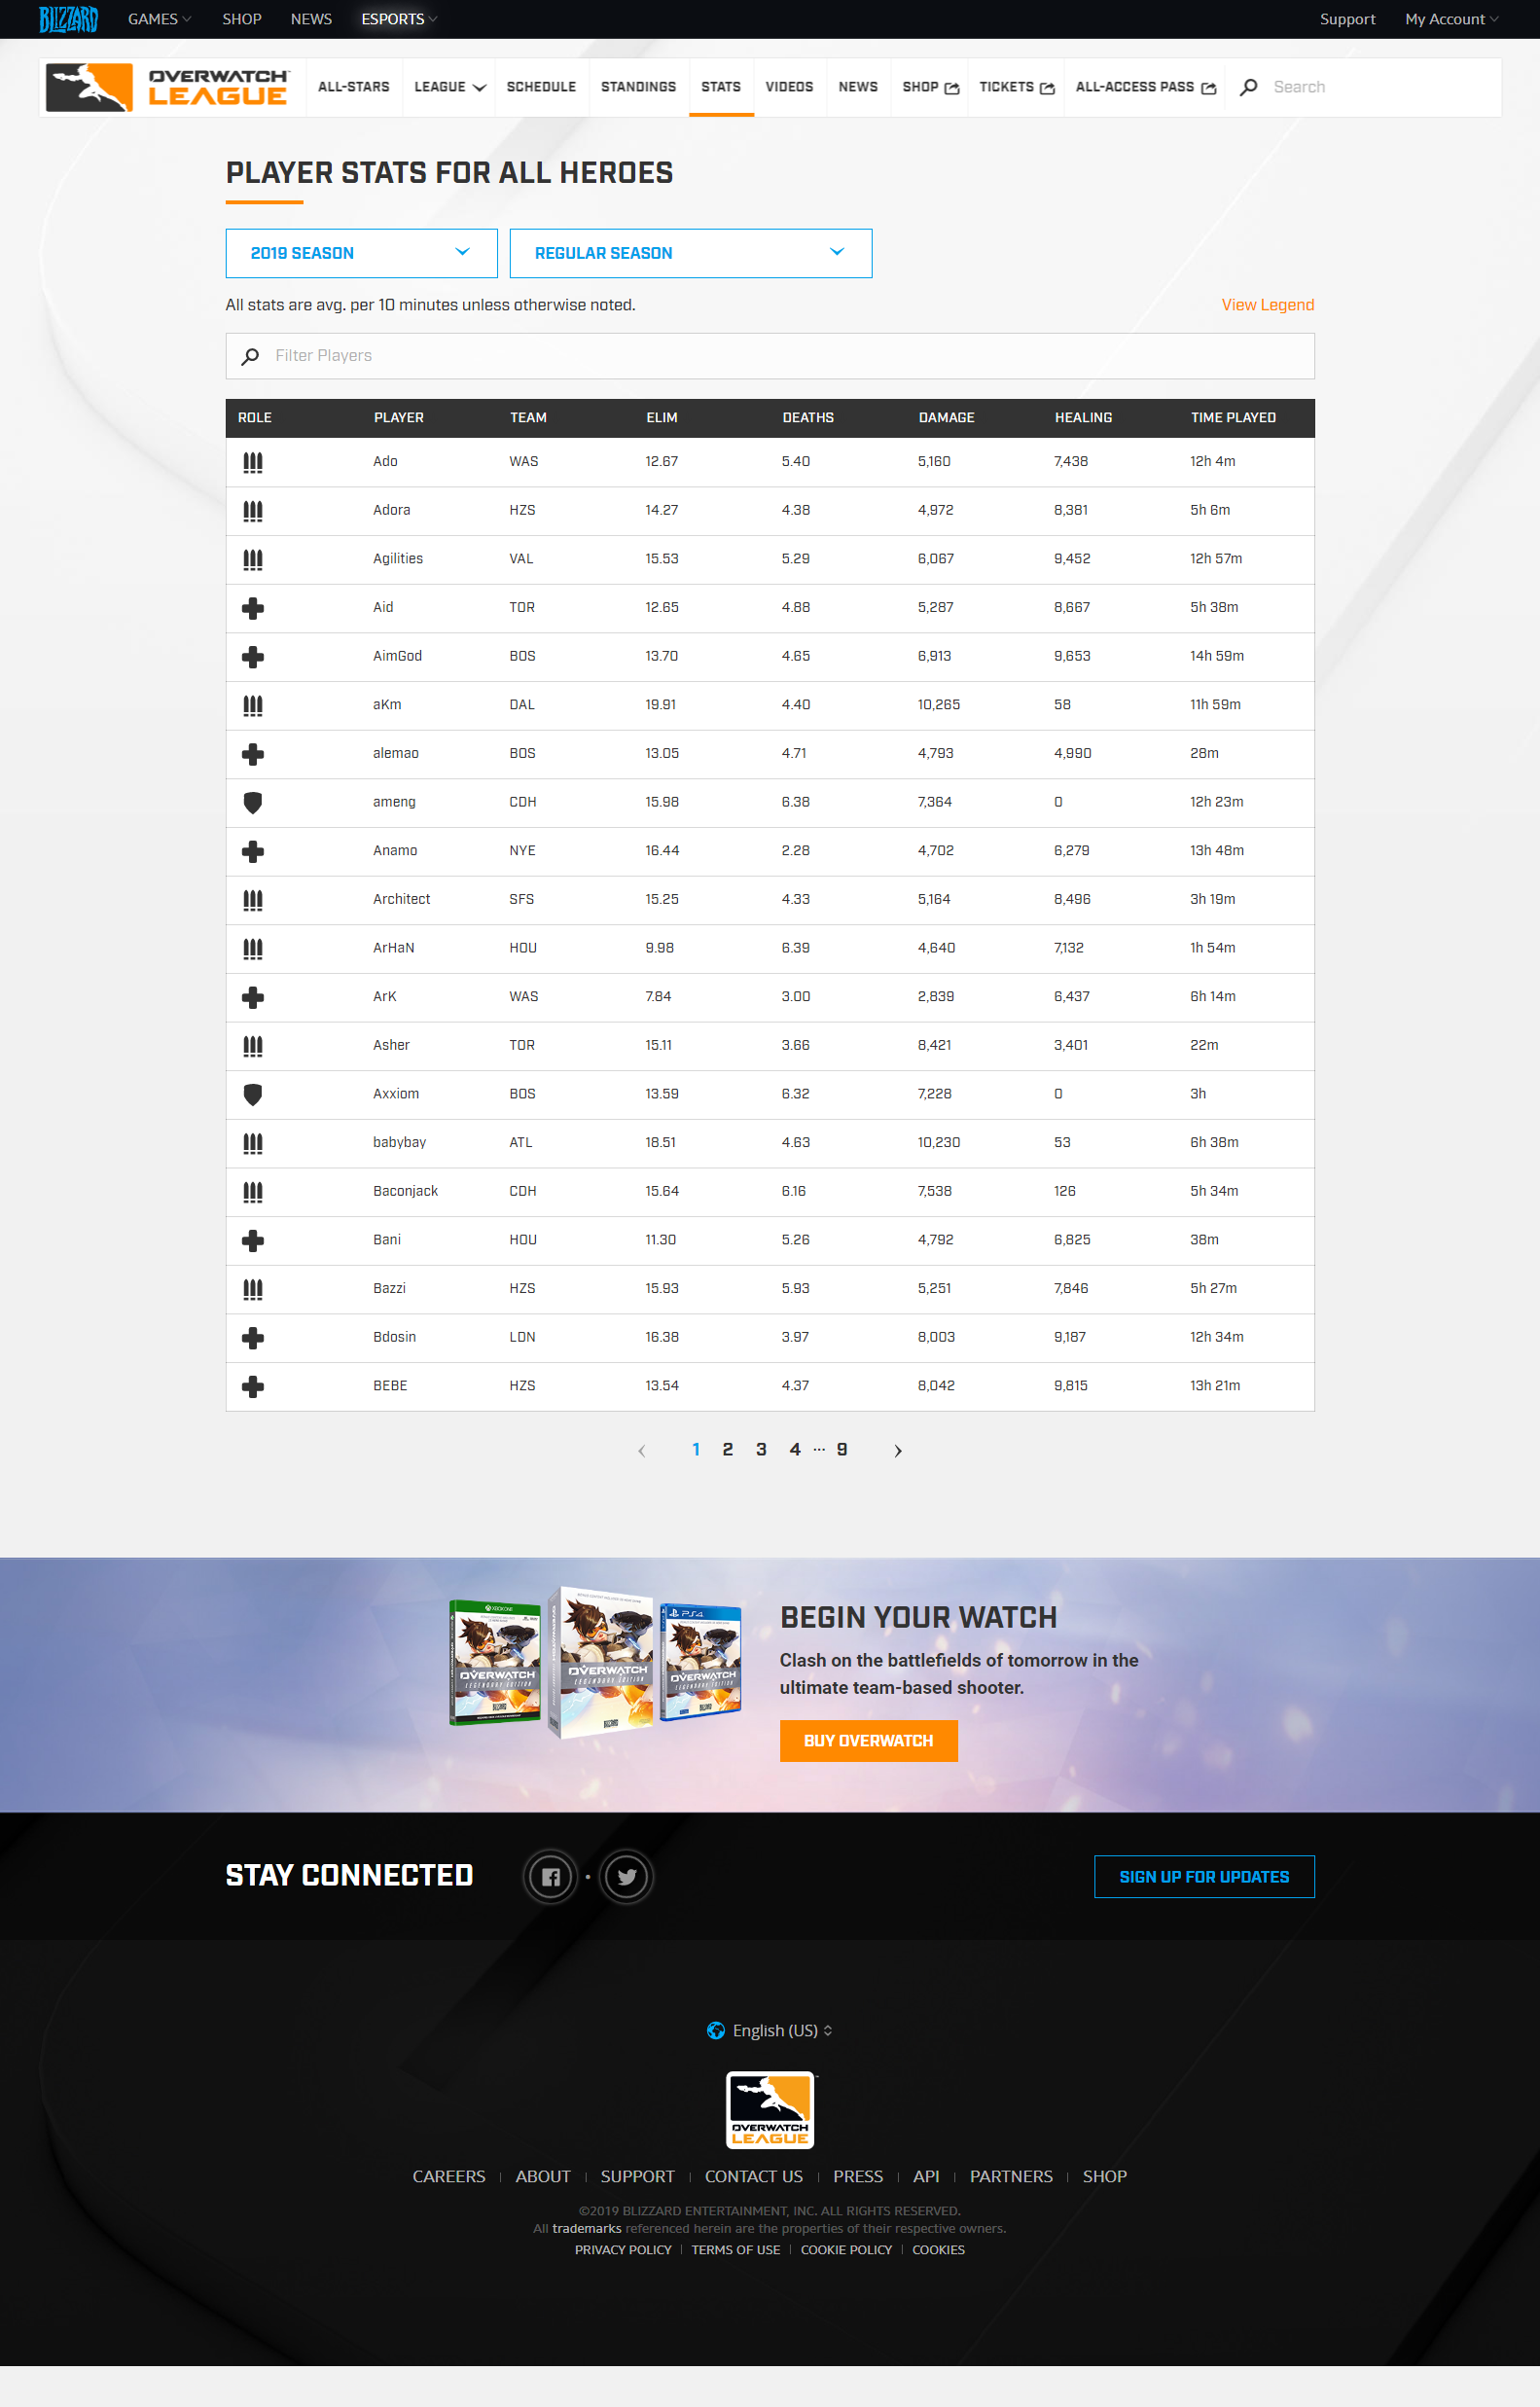 BLIZZARD GAMES SHOP NEWS ESPORTS Support My Account
OVERWATCH LEAGUE ALL-STARS LEAGUE SCHEDULE STANDINGS STATS VIDEOS NEWS SHOP TICKETS ALL-ACCESS PASS Search
PLAYER STATS FOR ALL HEROES
2019 SEASON REGULAR SEASON
All stats are avg. per 10 minutes unless otherwise noted. View Legend
Filter Players
ROLE PLAYER TEAM ELIM DEATHS DAMAGE HEALING TIME PLAYED
Ado WAS 12.67 5.40 5,160 7,438 12h 4m
Adora HZS 14.27 4.38 4,972 8,381 5h 6m
Agilities VAL 15.53 5.29 6,067 9,452 12h 57m
Aid TOR 12.65 4.88 5,287 8,667 5h 38m
AimGod BOS 13.70 4.65 6,913 9,653 14h 59m
aKm DAL 19.91 4.40 10,265 58 11h 59m
alemao BOS 13.05 4.71 4,793 4,990 28m
ameng CDH 15.98 6.38 7,364 0 12h 23m
Anamo NYE 16.44 2.28 4,702 6,279 13h 48m
Architect SFS 15.25 4.33 5,164 8,496 3h 19m
ArHaN HOU 9.98 6.39 4,640 7,132 1h 54m
ArK WAS 7.84 3.00 2,839 6,437 6h 14m
Asher TOR 15.11 3.66 8,421 3,401 22m
Axxiom BOS 13.59 6.32 7,228 0 3h
babybay ATL 18.51 4.63 10,230 53 6h 38m
Baconjack CDH 15.64 6.16 7,538 126 5h 34m
Bani HOU 11.30 5.26 4,792 6,825 38m
Bazzi HZS 15.93 5.93 5,251 7,846 5h 27m
Bdosin LDN 16.38 3.97 8,003 9,187 12h 34m
BEBE HZS 13.54 4.37 8,042 9,815 13h 21m
‹ 1 2 3 4 ... 9 ›
XBOX ONE PS4
OVERWATCH OVERWATCH OVERWATCH
LEGENDARY EDITION LEGENDARY EDITION LEGENDARY EDITION
BLIZZARD BLIZZARD BLIZZARD
BEGIN YOUR WATCH
Clash on the battlefields of tomorrow in the
ultimate team-based shooter.
BUY OVERWATCH
STAY CONNECTED SIGN UP FOR UPDATES
English (US)
OVERWATCH
LEAGUE
CAREERS ABOUT SUPPORT CONTACT US PRESS API PARTNERS SHOP
©2019 BLIZZARD ENTERTAINMENT, INC. ALL RIGHTS RESERVED.
All trademarks referenced herein are the properties of their respective owners.
PRIVACY POLICY TERMS OF USE COOKIE POLICY COOKIES